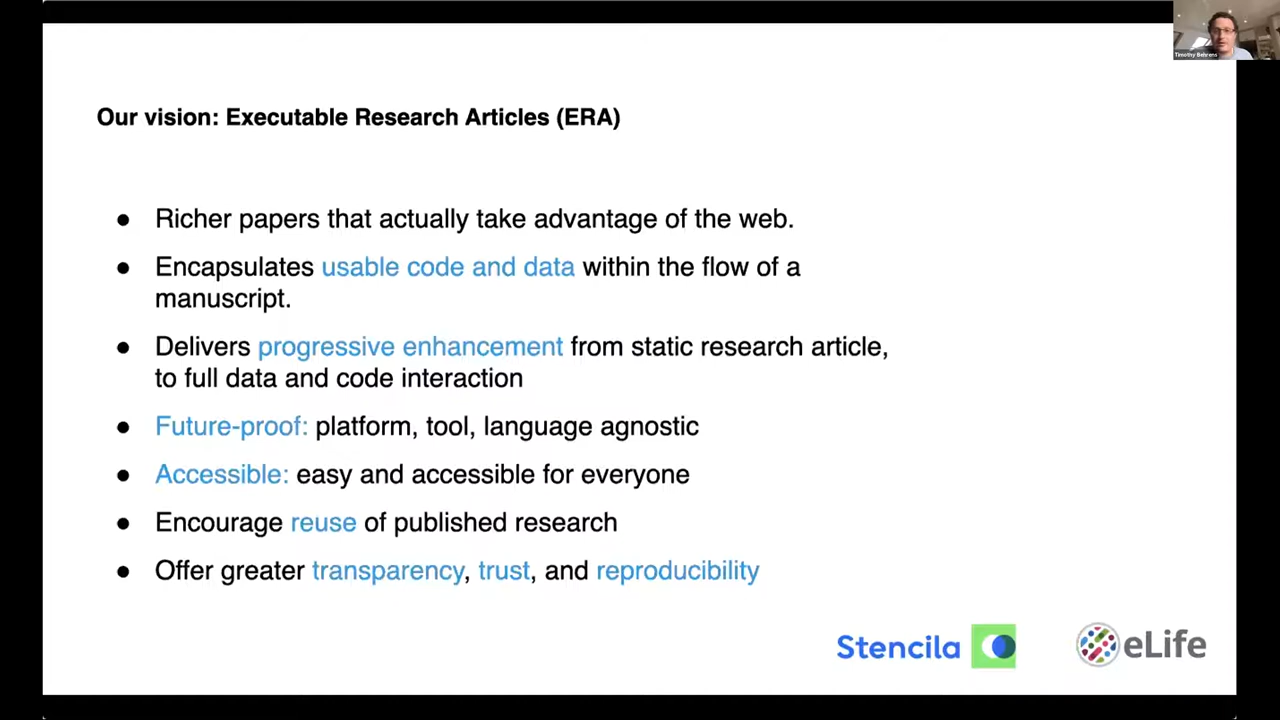 Timothy Behrens
Our vision: Executable Research Articles (ERA)
● Richer papers that actually take advantage of the web.
● Encapsulates usable code and data within the flow of a
manuscript.
● Delivers progressive enhancement from static research article,
to full data and code interaction
● Future-proof: platform, tool, language agnostic
● Accessible: easy and accessible for everyone
● Encourage reuse of published research
● Offer greater transparency, trust, and reproducibility
Stencila
eLife